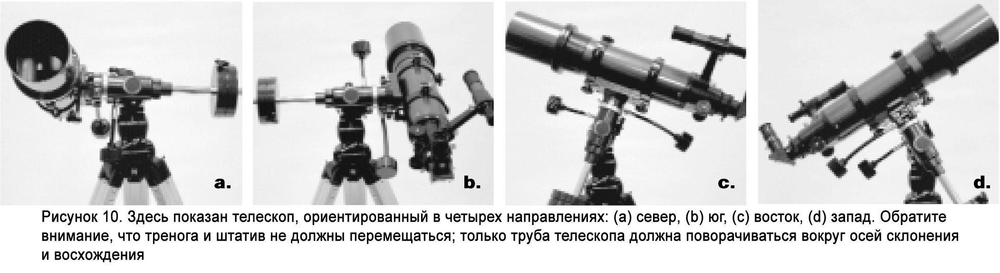 a.
b.
c.
d.
Рисунок 10. Здесь показан телескоп, ориентированный в четырех направлениях: (a) север, (b) юг, (c) восток, (d) запад. Обратите
внимание, что тренога и штатив не должны перемещаться; только труба телескопа должна поворачиваться вокруг осей склонения
и восхождения